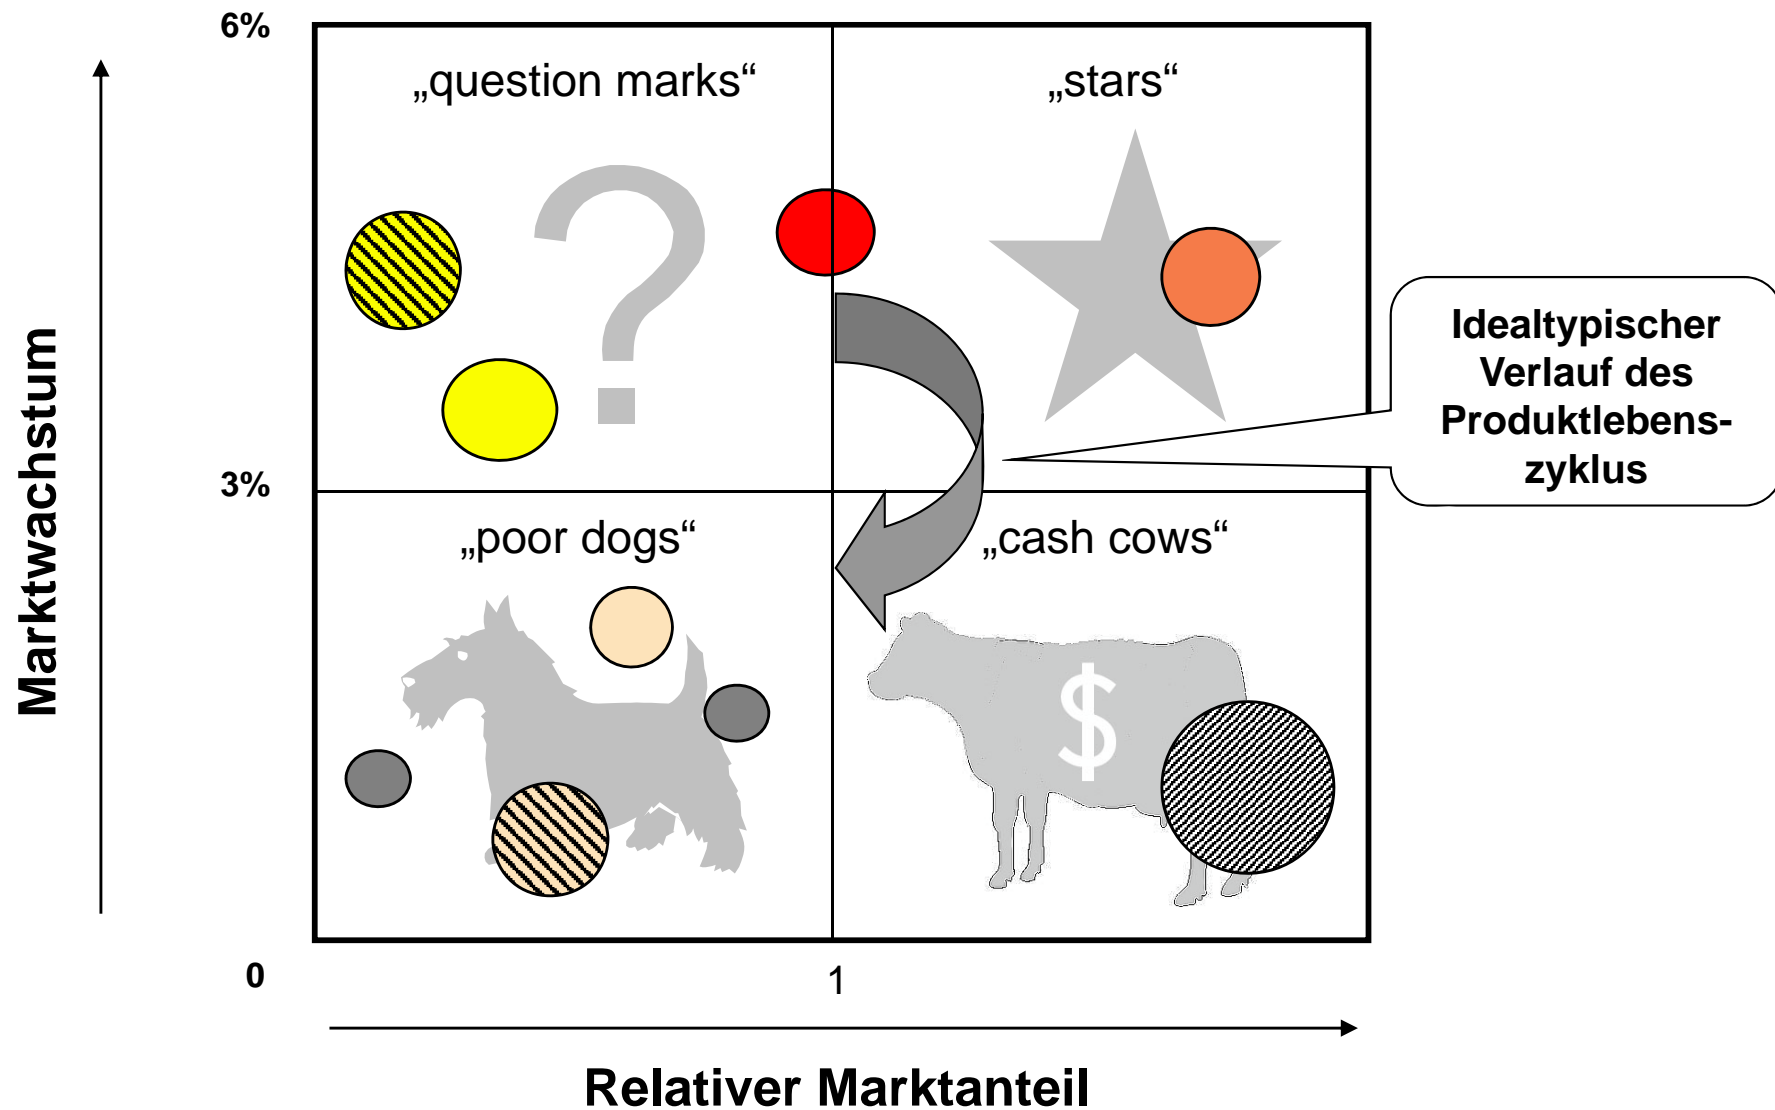 6%
„question marks“
„stars“
Marktwachstum
Idealtypischer
Verlauf des
Produktlebens-
zyklus
3%
„poor dogs“
„cash cows“
$
0
1
Relativer Marktanteil